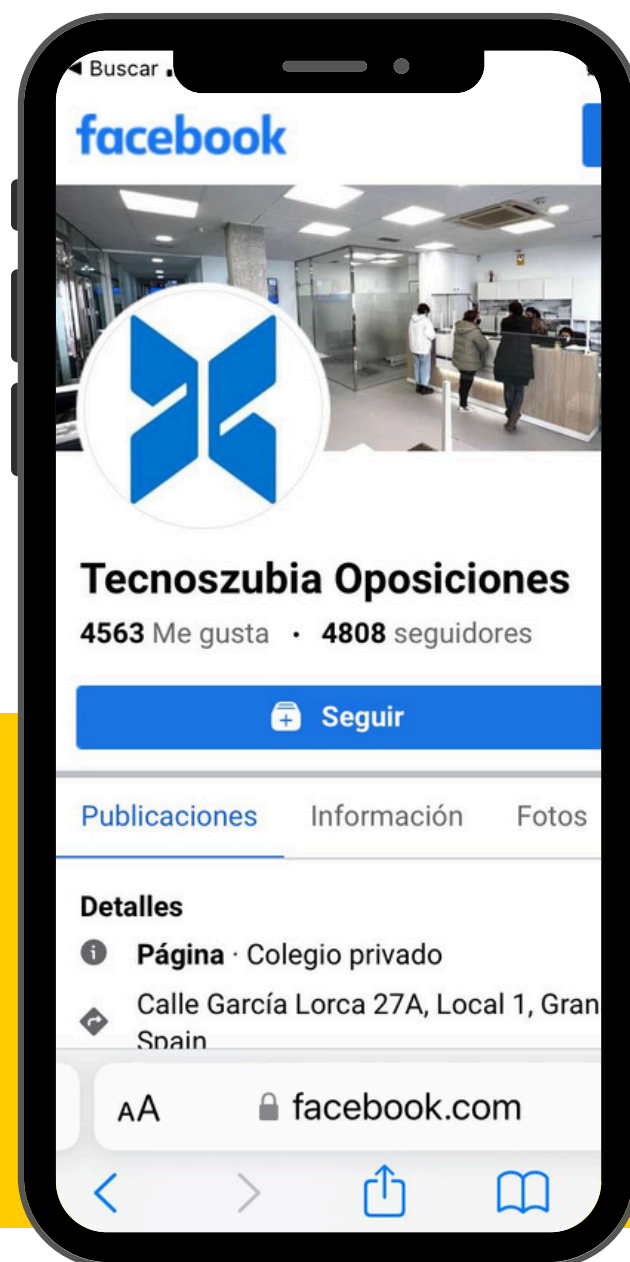 Buscar
facebook
Tecnoszubia Oposiciones
4563 Me gusta · 4808 seguidores
Seguir
Publicaciones Información Fotos
Detalles
Página · Colegio privado
Calle García Lorca 27A, Local 1, Gran
Spain
AA facebook.com